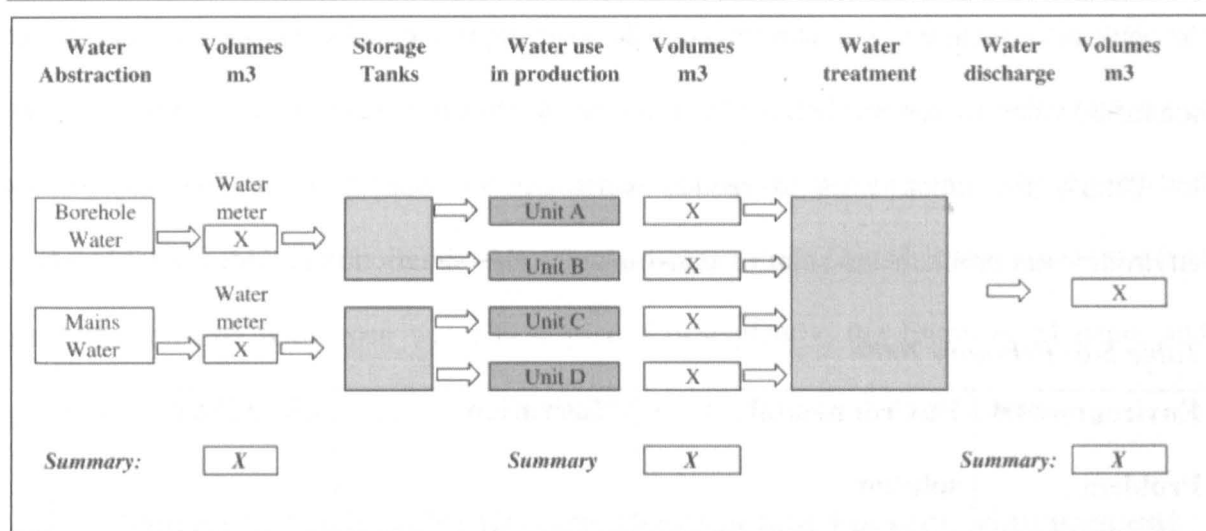 Water Volumes Storage Water use Volumes Water Water Volumes
Abstraction m3 Tanks in production m3 treatment discharge m3
Water
meter
Borehole
Water
X
Unit A X
Unit B X
X
Water
meter
Mains
Water
X
Unit C X
Unit D X
Summary: X Summary X Summary: X